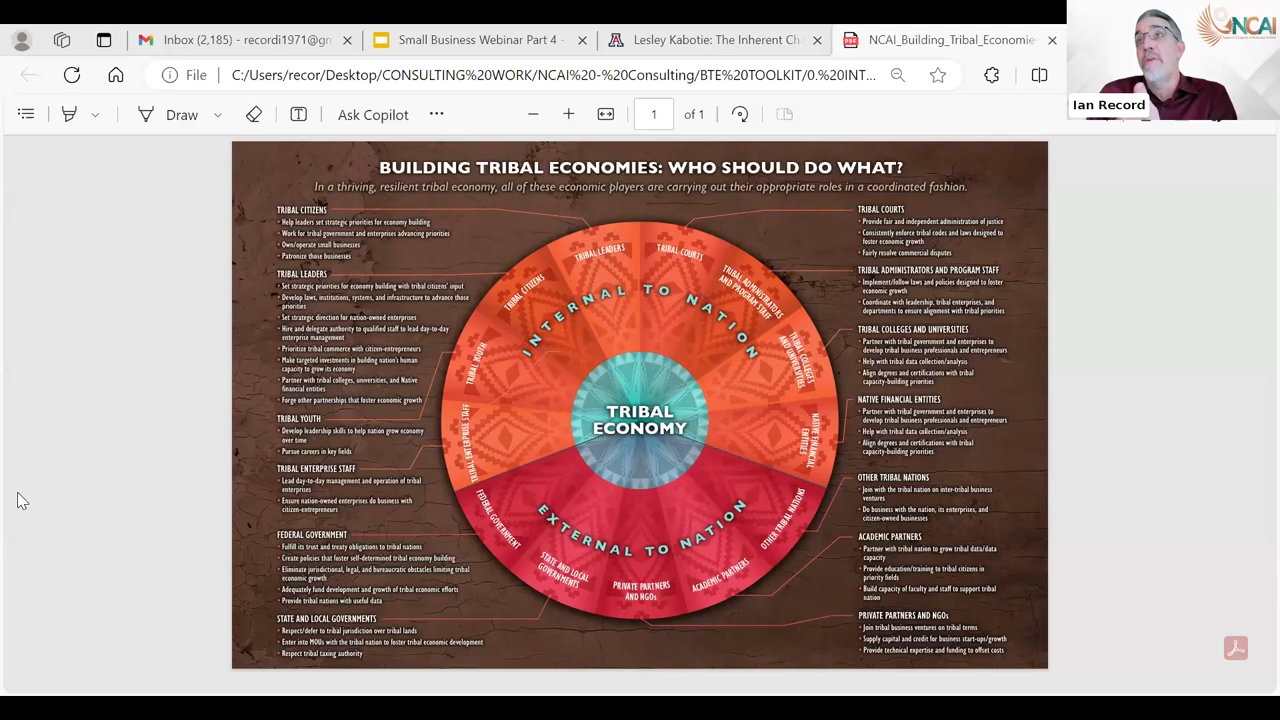 Inbox (2,185) - recordi1971@gm
Small Business Webinar P
Lesley Kabotie: The Inherent Ch
NCAI_Building_Tribal_Economie
NCAI
File
C:/Users/recor/Desktop/CONSULTING%20WORK/NCAI%20-%20Consulting/BTE%20TOOLKIT/0.%20INT...
Ian Record
Draw
Ask Copilot
1 of 1
BUILDING TRIBAL ECONOMIES: WHO SHOULD DO WHAT?
In a thriving, resilient tribal economy, all of these economic players are carrying out their appropriate roles in a coordinated fashion.
TRIBAL CITIZENS
• Help leaders set strategic priorities for economy building
• Work for tribal government and enterprises advancing priorities
• Own/operate small businesses
• Patronize those businesses
TRIBAL LEADERS
• Set strategic priorities for economy building with tribal citizens' input
• Develop laws, institutions, systems, and infrastructure to advance those
priorities
• Set strategic direction for nation-owned enterprises
• Hire and delegate authority to qualified staff to lead day-to-day
enterprise management
• Prioritize tribal commerce with citizen-entrepreneurs
• Make targeted investments in building nation's human
capacity to grow its economy
• Partner with tribal colleges, universities, and Native
financial entities
• Forge other partnerships that foster economic growth
TRIBAL YOUTH
• Develop leadership skills to help nation grow economy
over time
• Pursue careers in key fields
TRIBAL ENTERPRISE STAFF
• Lead day-to-day management and operation of tribal
enterprises
• Ensure nation-owned enterprises do business with
citizen-entrepreneurs
FEDERAL GOVERNMENT
• Fulfill its trust and treaty obligations to tribal nations
• Create policies that foster self-determined tribal economy building
• Eliminate jurisdictional, legal, and bureaucratic obstacles limiting tribal
economic growth
• Adequately fund development and growth of tribal economic efforts
• Provide tribal nations with useful data
STATE AND LOCAL GOVERNMENTS
• Respect/defer to tribal jurisdiction over tribal lands
• Enter into MOUs with the tribal nation to foster tribal economic development
• Respect tribal taxing authority
INTERNAL TO NATION
TRIBAL ENTERPRISE STAFF
TRIBAL YOUTH
TRIBAL CITIZENS
TRIBAL LEADERS
TRIBAL COURTS
TRIBAL ADMINISTRATORS
AND PROGRAM STAFF
TRIBAL COLLEGES
AND UNIVERSITIES
NATIVE FINANCIAL
ENTITIES
TRIBAL
ECONOMY
EXTERNAL TO NATION
FEDERAL GOVERNMENT
STATE AND LOCAL
GOVERNMENTS
PRIVATE PARTNERS
AND NGOs
ACADEMIC PARTNERS
OTHER TRIBAL NATIONS
TRIBAL COURTS
• Provide fair and independent administration of justice
• Consistently enforce tribal codes and laws designed to
foster economic growth
• Fairly resolve commercial disputes
TRIBAL ADMINISTRATORS AND PROGRAM STAFF
• Implement/follow laws and policies designed to foster
economic growth
• Coordinate with leadership, tribal enterprises, and
departments to ensure alignment with tribal priorities
TRIBAL COLLEGES AND UNIVERSITIES
• Partner with tribal government and enterprises to
develop tribal business professionals and entrepreneurs
• Help with tribal data collection/analysis
• Align degrees and certifications with tribal
capacity-building priorities
NATIVE FINANCIAL ENTITIES
• Partner with tribal government and enterprises to
develop tribal business professionals and entrepreneurs
• Help with tribal data collection/analysis
• Align degrees and certifications with tribal
capacity-building priorities
OTHER TRIBAL NATIONS
• Join with the tribal nation on inter-tribal business
ventures
• Do business with the nation, its enterprises, and
citizen-owned businesses
ACADEMIC PARTNERS
• Partner with tribal nation to grow tribal data/data
capacity
• Provide education/training to tribal citizens in
priority fields
• Build capacity of faculty and staff to support tribal
nation
PRIVATE PARTNERS AND NGOs
• Join tribal business ventures on tribal terms
• Supply capital and credit for business start-ups/growth
• Provide technical expertise and funding to offset costs